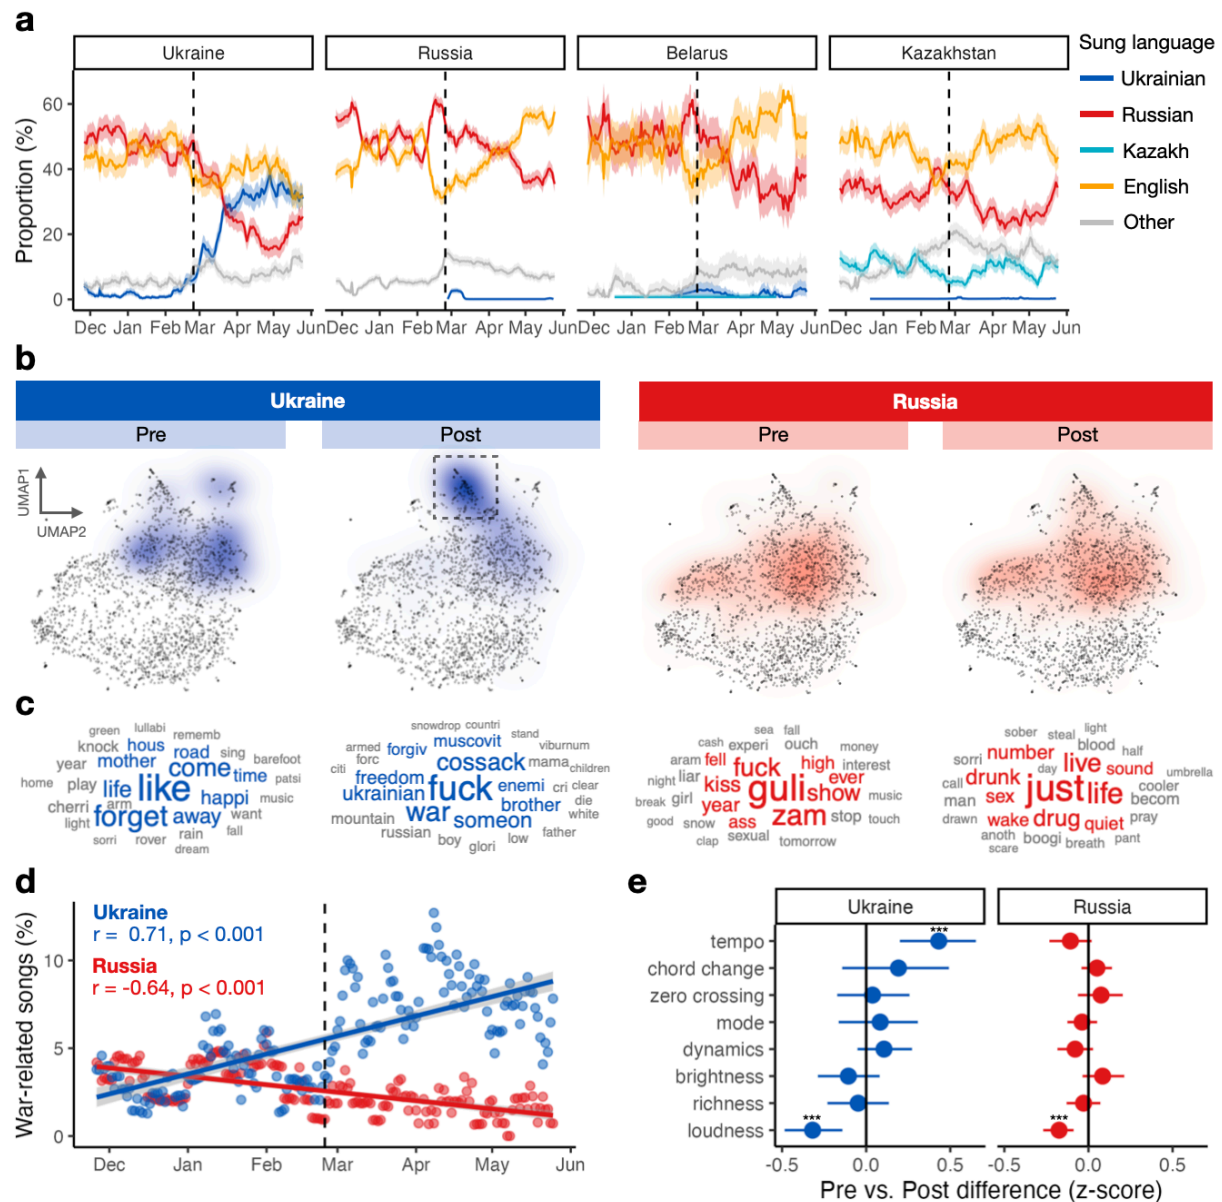 a
Ukraine Russia Belarus Kazakhstan
Sung language
Ukrainian
Russian
Kazakh
English
Other
Proportion (%)
60
40
20
0
Dec Jan Feb Mar Apr May Jun Dec Jan Feb Mar Apr May Jun Dec Jan Feb Mar Apr May Jun Dec Jan Feb Mar Apr May Jun
b
Ukraine Russia
Pre Post Pre Post
UMAP1
UMAP2
c
green lullabi rememb
knock hous road sing
year mother come barefoot
home play life like time patsi
cherri arm happi music
light forget away want
sorri rover rain fall
dream
snowdrop countri stand
armed forgiv muscovit viburnum
citi forc cossack mama children
freedom fuck enemi cri clear
ukrainian brother die
mountain war someon white
russian boy low father
glori
sea fall
cash experi ouch money
aram fell fuck high interest
night liar kiss guli show ever
break girl year music
good snow ass zam stop touch
clap sexual tomorrow
sober steal light
sorri number blood half
call drunk day live sound umbrella
man sex just life cooler
drawn wake drug quiet becom
anoth boogi breath pant pray
scare
d
Ukraine
r = 0.71, p < 0.001
Russia
r = -0.64, p < 0.001
War-related songs (%)
10
5
0
Dec Jan Feb Mar Apr May Jun
e
Ukraine Russia
tempo ***
chord change
zero crossing
mode
dynamics
brightness
richness
loudness *** ***
-0.5 0.0 0.5 -0.5 0.0 0.5
Pre vs. Post difference (z-score)